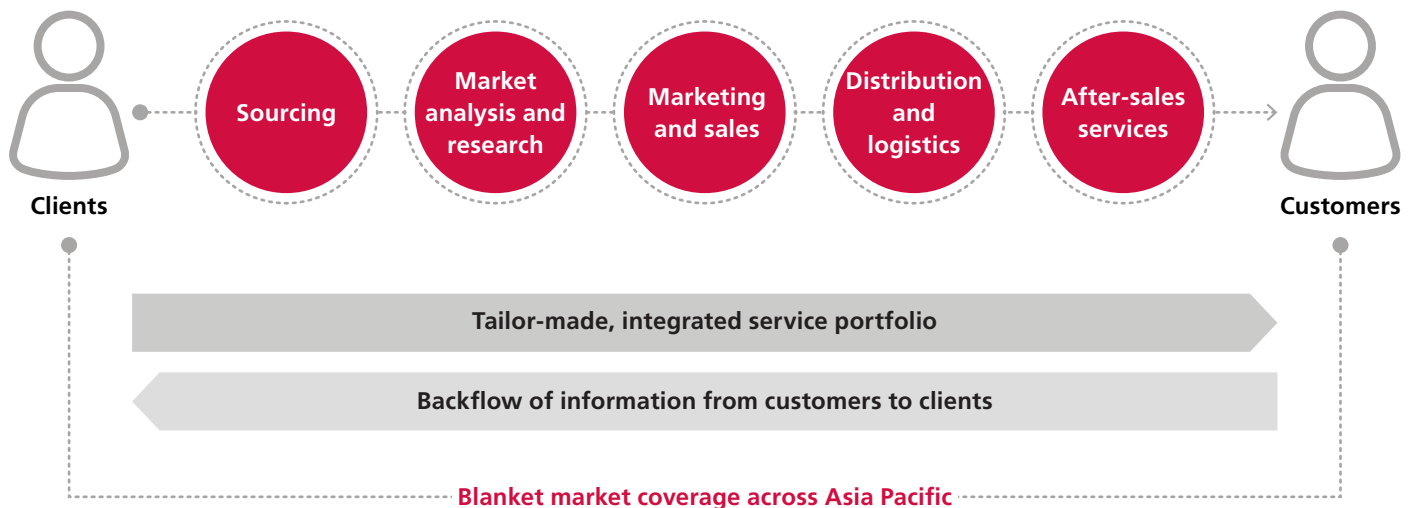 Sourcing
Market
analysis and
research
Marketing
and sales
Distribution
and
logistics
After-sales
services
Clients
Customers
Tailor-made, integrated service portfolio
Backflow of information from customers to clients
Blanket market coverage across Asia Pacific